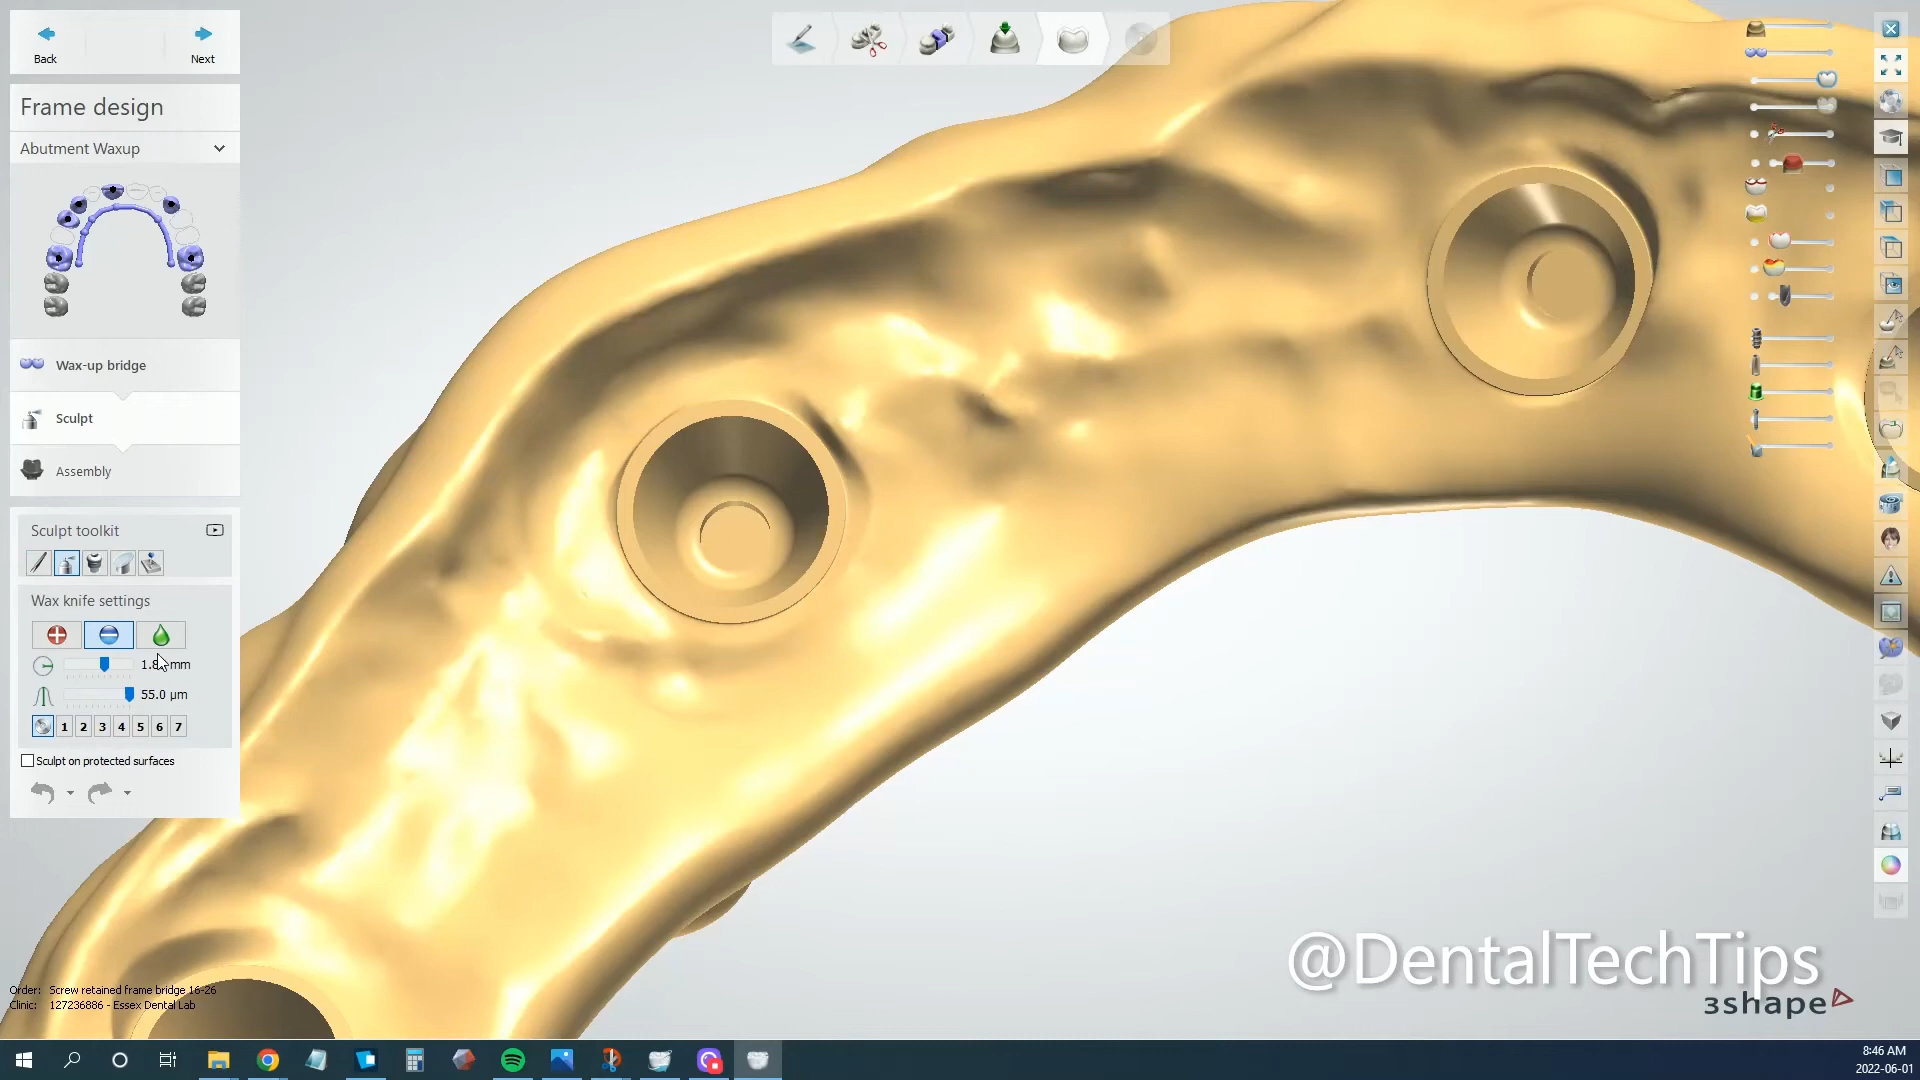 Back
Next
Frame design
Abutment Waxup
Wax-up bridge
Sculpt
Assembly
Sculpt toolkit
Wax knife settings
mm
55.0 µm
1 2 3 4 5 6 7
Sculpt on protected surfaces
Order: Screw retained frame bridge 16-26
Clinic: 127236886 - Essex Dental Lab
@DentalTechTips
3shape
8:46 AM
2022-06-01